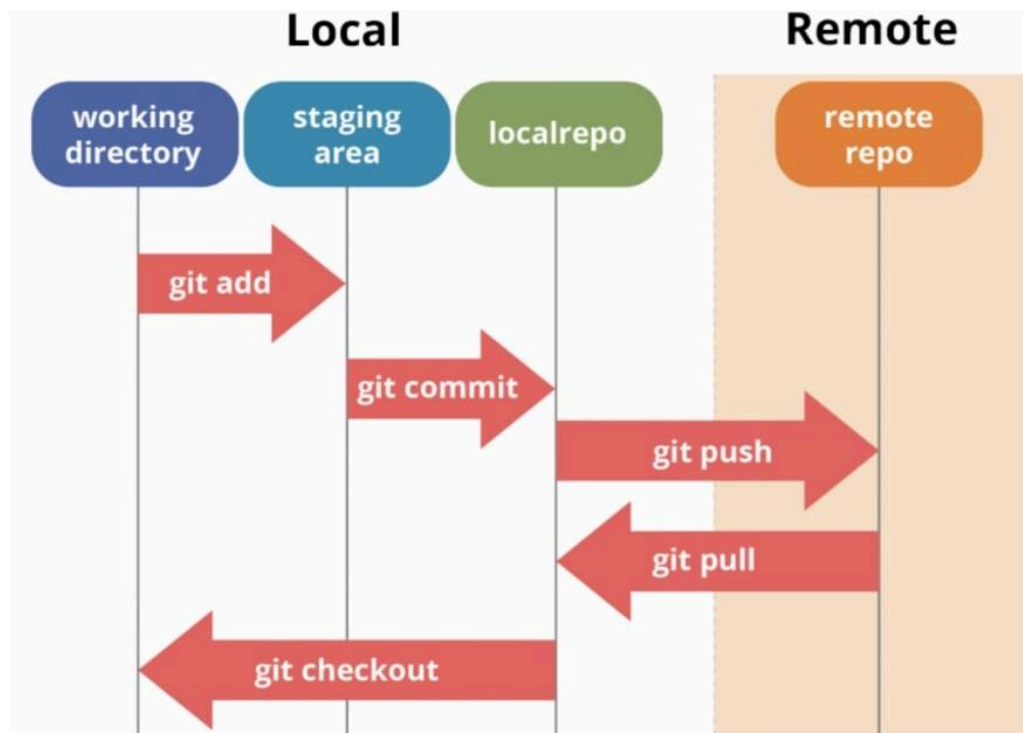 Local
Remote
working
directory
staging
area
localrepo
remote
repo
git add
git commit
git push
git pull
git checkout